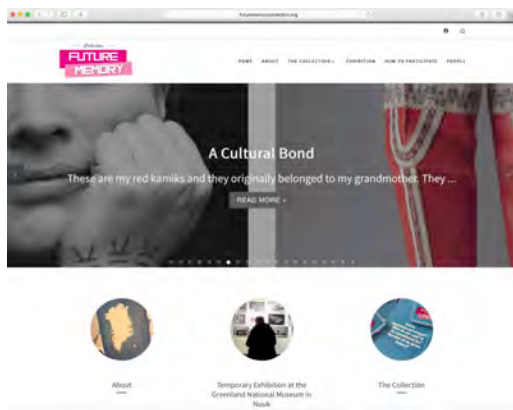 FUTURE
MEMORY
HOME ABOUT THE COLLECTION EXHIBITION HOW TO PARTICIPATE PEOPLE
A Cultural Bond
These are my red kamiks and they originally belonged to my grandmother. They ...
READ MORE »
About
Temporary Exhibition at the
Greenland National Museum in
Nuuk
The Collection